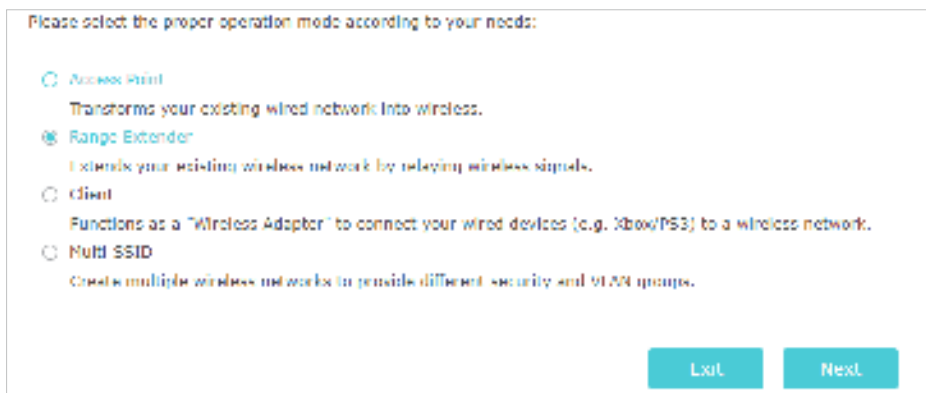 Please select the proper operation mode according to your needs:
Access Point
Transforms your existing wired network into wireless.
Range Extender
Extends your existing wireless network by relaying wireless signals.
Client
Functions as a "Wireless Adapter" to connect your wired devices (e.g. Xbox/PS3) to a wireless network.
Multi SSID
Create multiple wireless networks to provide different security and VLAN groups.
Exit Next